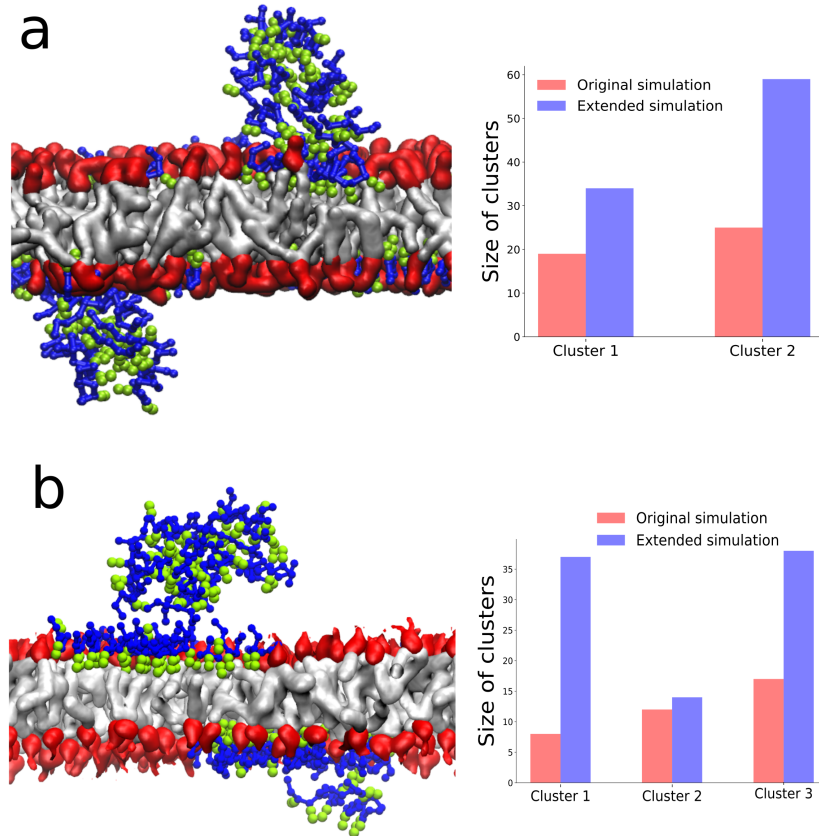 a
Size of clusters
60
50
40
30
20
10
0
Original simulation
Extended simulation
Cluster 1
Cluster 2
b
Size of clusters
35
30
25
20
15
10
5
0
Original simulation
Extended simulation
Cluster 1
Cluster 2
Cluster 3